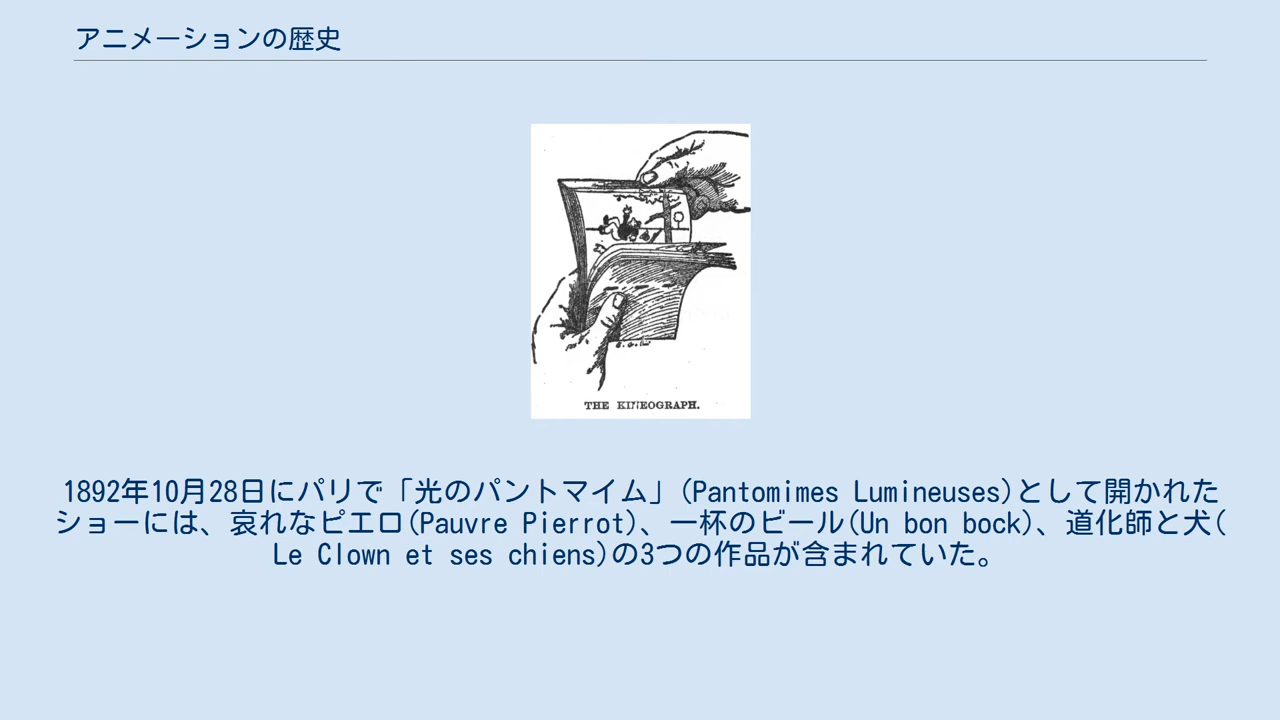 アニメーションの歴史
THE KINEOGRAPH.
1892年10月28日にパリで「光のパントマイム」(Pantomimes Lumineuses)として開かれた
ショーには、哀れなピエロ(Pauvre Pierrot)、一杯のビール(Un bon bock)、道化師と犬(
Le Clown et ses chiens)の3つの作品が含まれていた。